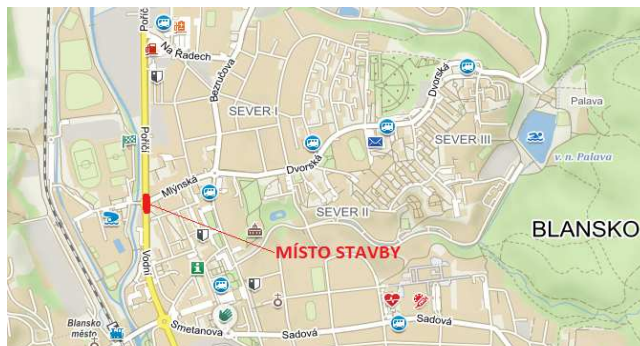 Poříč
Na Řadech
Bezručova
SEVER I
Dvorská
Palava
SEVER III
v. n. Palava
Poříčí
Dvorská
Mlýnská
SEVER II
BLANSKO
MÍSTO STAVBY
Vodní
Blansko
město
Smetanova
Sadová
Sadová